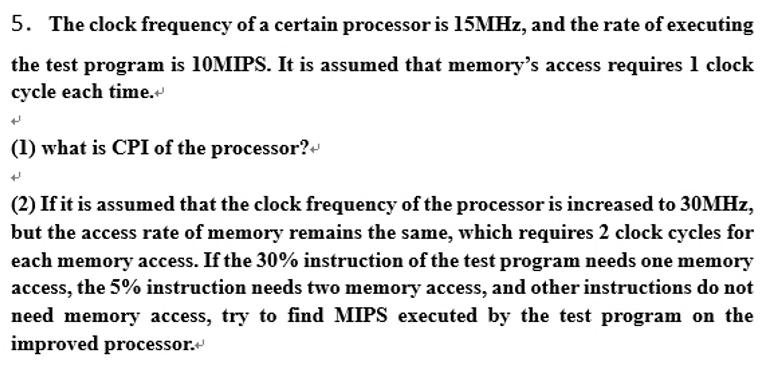 5. The clock frequency of a certain processor is 15MHz, and the rate of executing
the test program is 10MIPS. It is assumed that memory’s access requires 1 clock
cycle each time.↵
↵
(1) what is CPI of the processor?↵
↵
(2) If it is assumed that the clock frequency of the processor is increased to 30MHz,
but the access rate of memory remains the same, which requires 2 clock cycles for
each memory access. If the 30% instruction of the test program needs one memory
access, the 5% instruction needs two memory access, and other instructions do not
need memory access, try to find MIPS executed by the test program on the
improved processor.↵